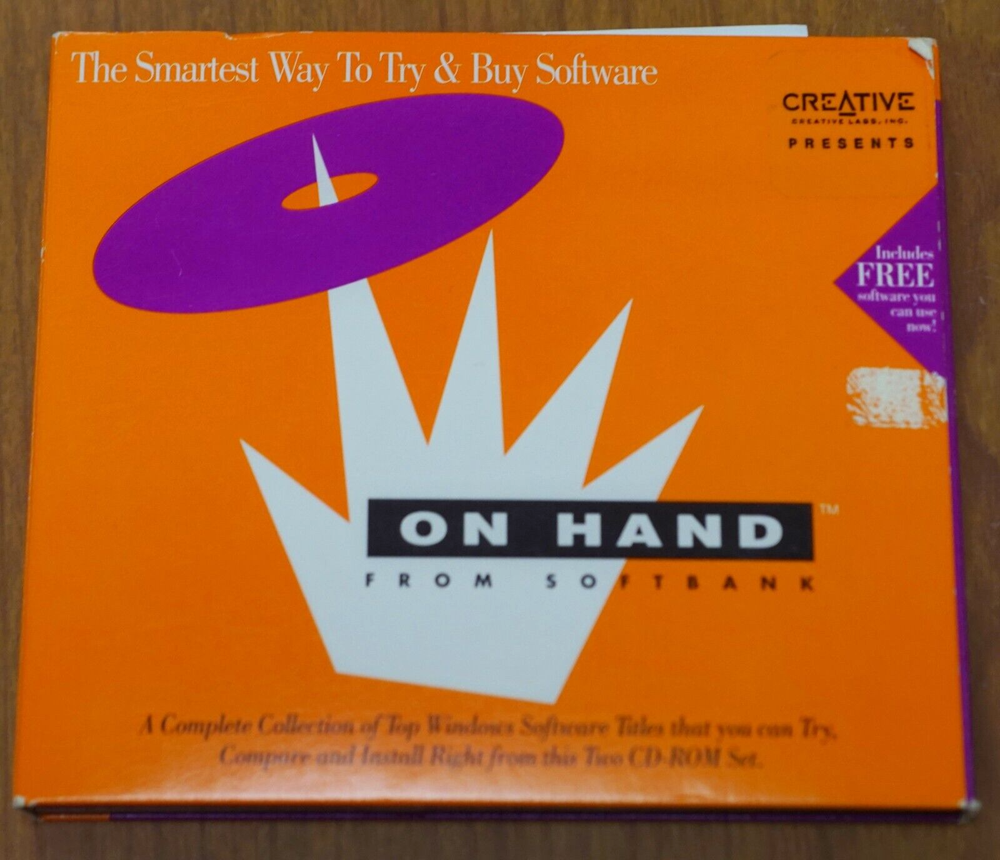 The Smartest Way To Try & Buy Software
CREATIVE
CREATIVE LABS, INC.
PRESENTS
Includes
FREE
software you
can use
now!
ON HAND™
FROM SOFTBANK
A Complete Collection of Top Windows Software Titles that you can Try,
Compare and Install Right from this Two CD-ROM Set.